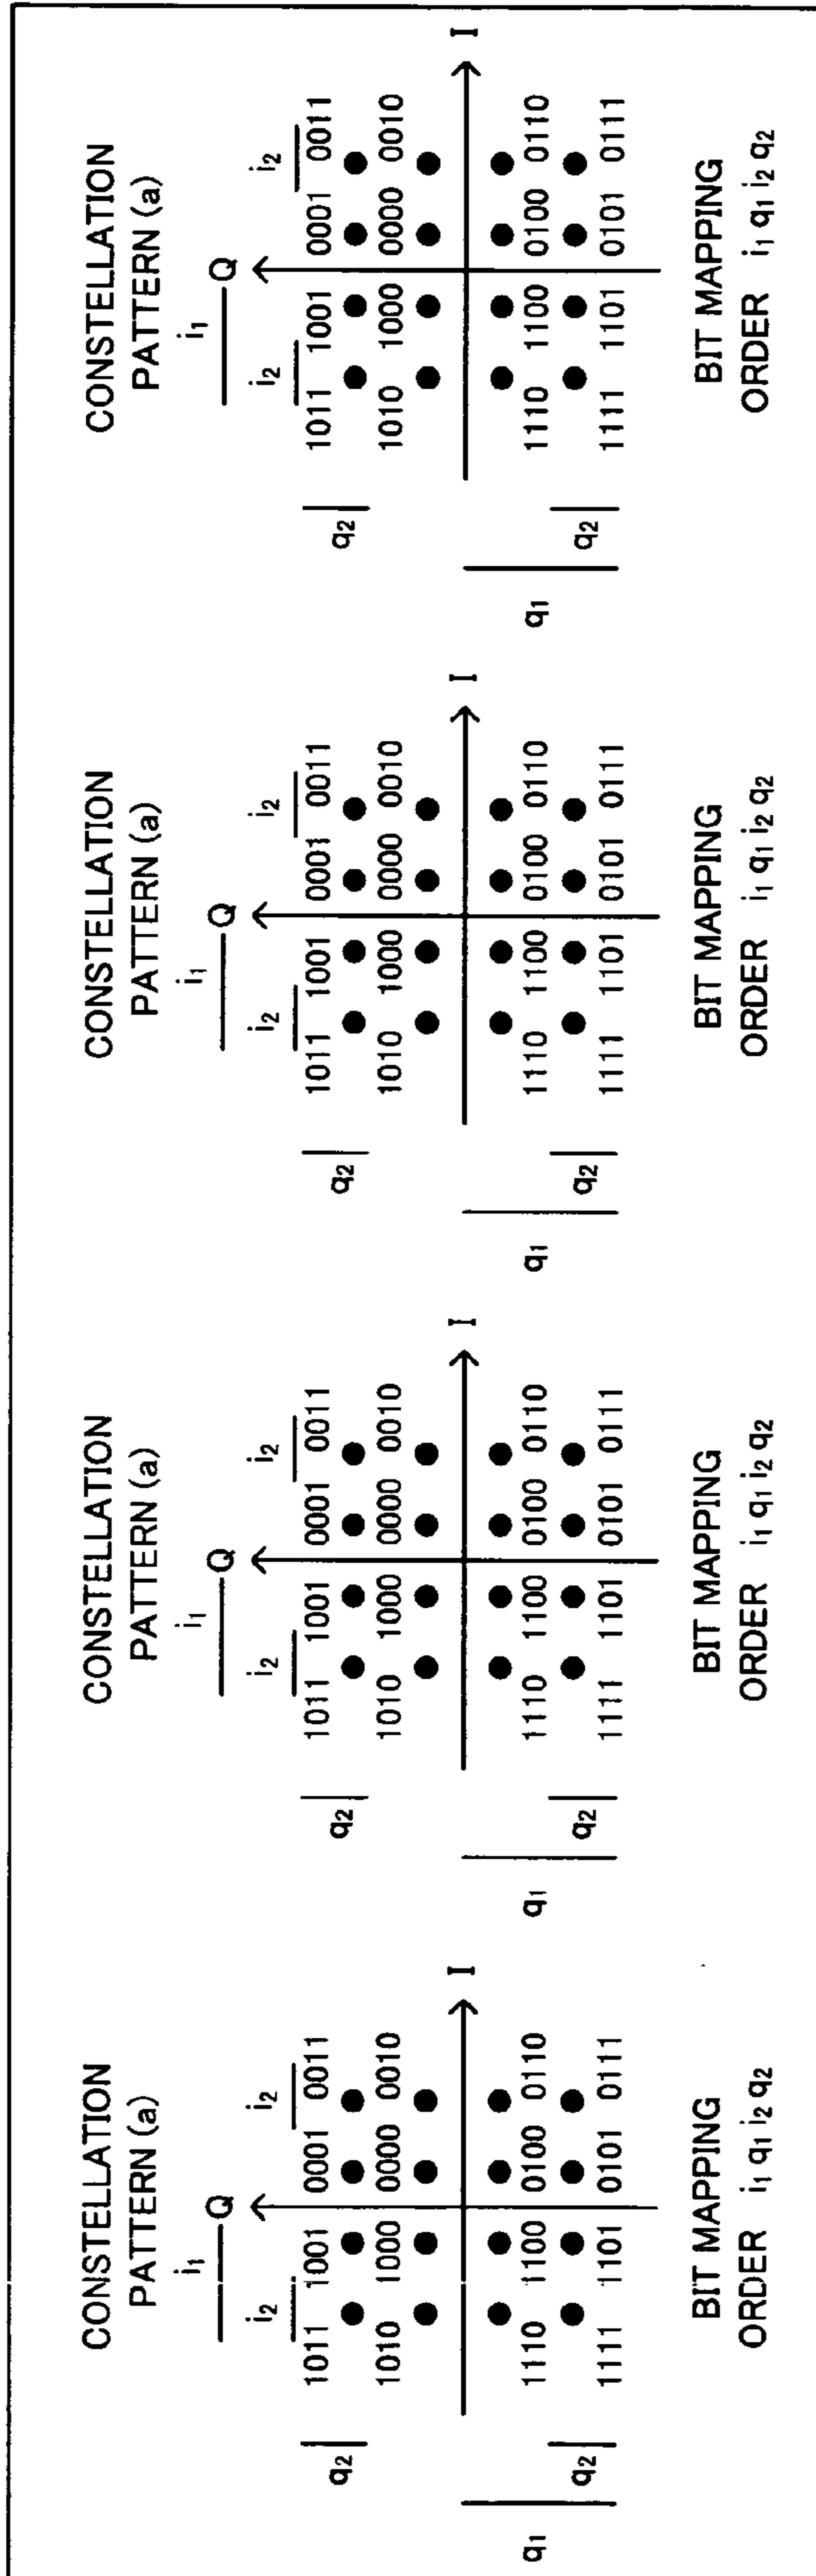 CONSTELLATION
PATTERN (a)
i₁
Q
i₂ i₂
1011 1001 0001 0011
q₂
1010 1000 0000 0010
I
1110 1100 0100 0110
q₁ q₂
1111 1101 0101 0111
BIT MAPPING
ORDER i₁ q₁ i₂ q₂
CONSTELLATION
PATTERN (a)
i₁
Q
i₂ i₂
1011 1001 0001 0011
q₂
1010 1000 0000 0010
I
1110 1100 0100 0110
q₁ q₂
1111 1101 0101 0111
BIT MAPPING
ORDER i₁ q₁ i₂ q₂
CONSTELLATION
PATTERN (a)
i₁
Q
i₂ i₂
1011 1001 0001 0011
q₂
1010 1000 0000 0010
I
1110 1100 0100 0110
q₁ q₂
1111 1101 0101 0111
BIT MAPPING
ORDER i₁ q₁ i₂ q₂
CONSTELLATION
PATTERN (a)
i₁
Q
i₂ i₂
1011 1001 0001 0011
q₂
1010 1000 0000 0010
I
1110 1100 0100 0110
q₁ q₂
1111 1101 0101 0111
BIT MAPPING
ORDER i₁ q₁ i₂ q₂